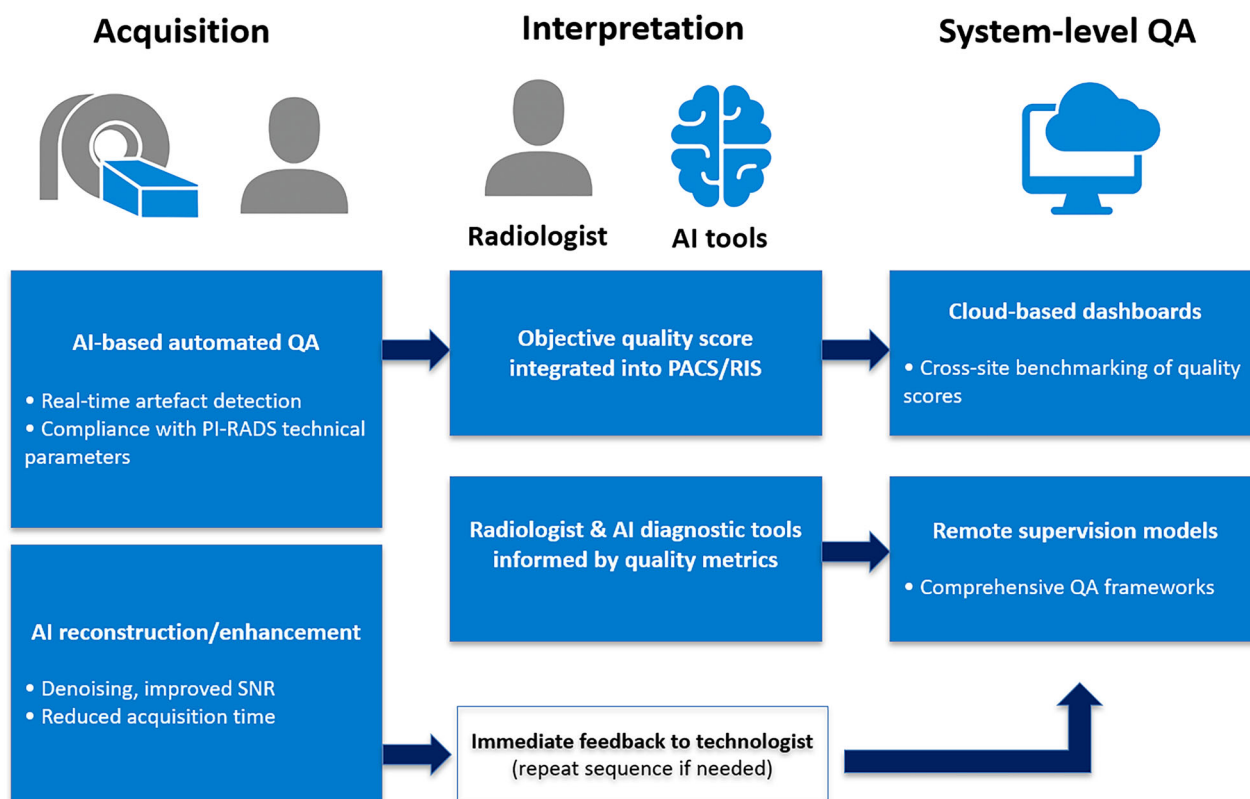 Acquisition
Interpretation
System-level QA
Radiologist
AI tools
AI-based automated QA
• Real-time artefact detection
• Compliance with PI-RADS technical
parameters
Objective quality score
integrated into PACS/RIS
Cloud-based dashboards
• Cross-site benchmarking of quality
scores
AI reconstruction/enhancement
• Denoising, improved SNR
• Reduced acquisition time
Radiologist & AI diagnostic tools
informed by quality metrics
Remote supervision models
• Comprehensive QA frameworks
Immediate feedback to technologist
(repeat sequence if needed)